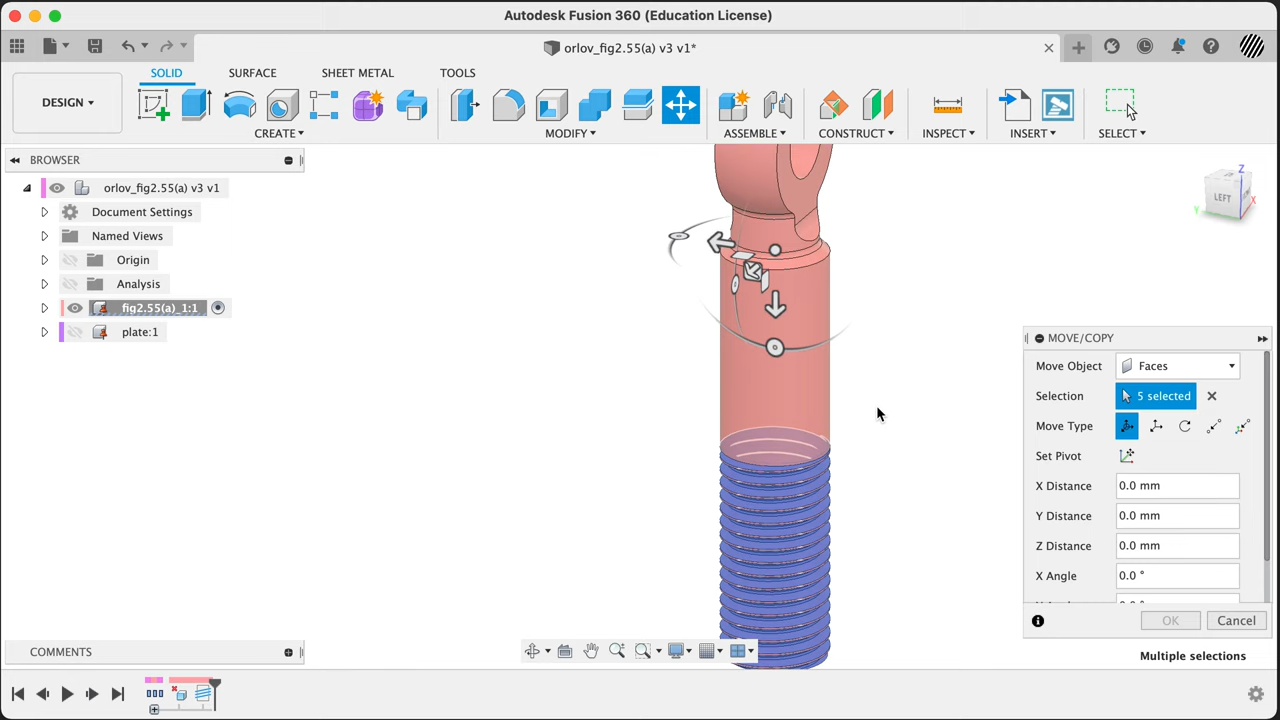 Autodesk Fusion 360 (Education License)
orlov_fig2.55(a) v3 v1*
SOLID SURFACE SHEET METAL TOOLS
DESIGN
CREATE MODIFY ASSEMBLE CONSTRUCT INSPECT INSERT SELECT
BROWSER
orlov_fig2.55(a) v3 v1
Document Settings
Named Views
Origin
Analysis
fig2.55(a)_1:1
plate:1
Z
LEFT
Y
X
MOVE/COPY
Move Object Faces
Selection 5 selected
Move Type
Set Pivot
X Distance 0.0 mm
Y Distance 0.0 mm
Z Distance 0.0 mm
X Angle 0.0 °
OK Cancel
Multiple selections
COMMENTS